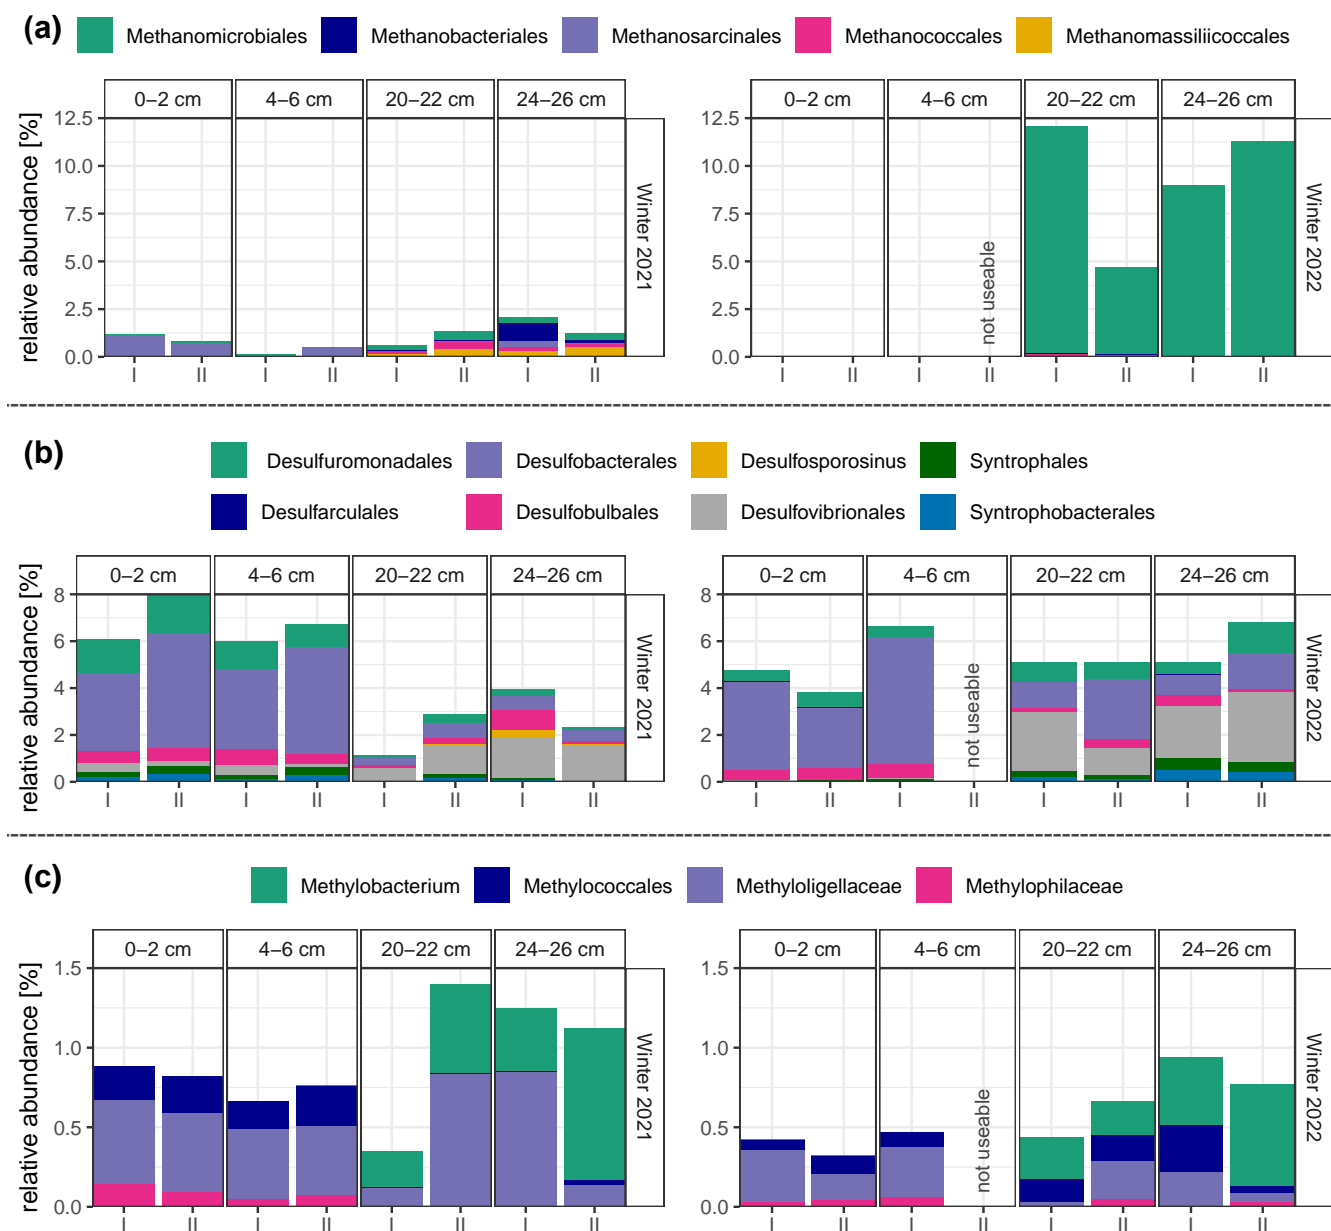 (a)
Methanomicrobiales Methanobacteriales Methanosarcinales Methanococcales Methanomassiliicoccales
0–2 cm 4–6 cm 20–22 cm 24–26 cm
relative abundance [%]
12.5
10.0
7.5
5.0
2.5
0.0
I II I II I II I II
Winter 2021
0–2 cm 4–6 cm 20–22 cm 24–26 cm
12.5
10.0
7.5
5.0
2.5
0.0
not useable
I II I II I II I II
Winter 2022
(b)
Desulfuromonadales Desulfobacterales Desulfosporosinus Syntrophales
Desulfarculales Desulfobulbales Desulfovibrionales Syntrophobacterales
0–2 cm 4–6 cm 20–22 cm 24–26 cm
relative abundance [%]
8
6
4
2
0
I II I II I II I II
Winter 2021
0–2 cm 4–6 cm 20–22 cm 24–26 cm
8
6
4
2
0
not useable
I II I II I II I II
Winter 2022
(c)
Methylobacterium Methylococcales Methyloligellaceae Methylophilaceae
0–2 cm 4–6 cm 20–22 cm 24–26 cm
relative abundance [%]
1.5
1.0
0.5
0.0
I II I II I II I II
Winter 2021
0–2 cm 4–6 cm 20–22 cm 24–26 cm
1.5
1.0
0.5
0.0
not useable
I II I II I II I II
Winter 2022